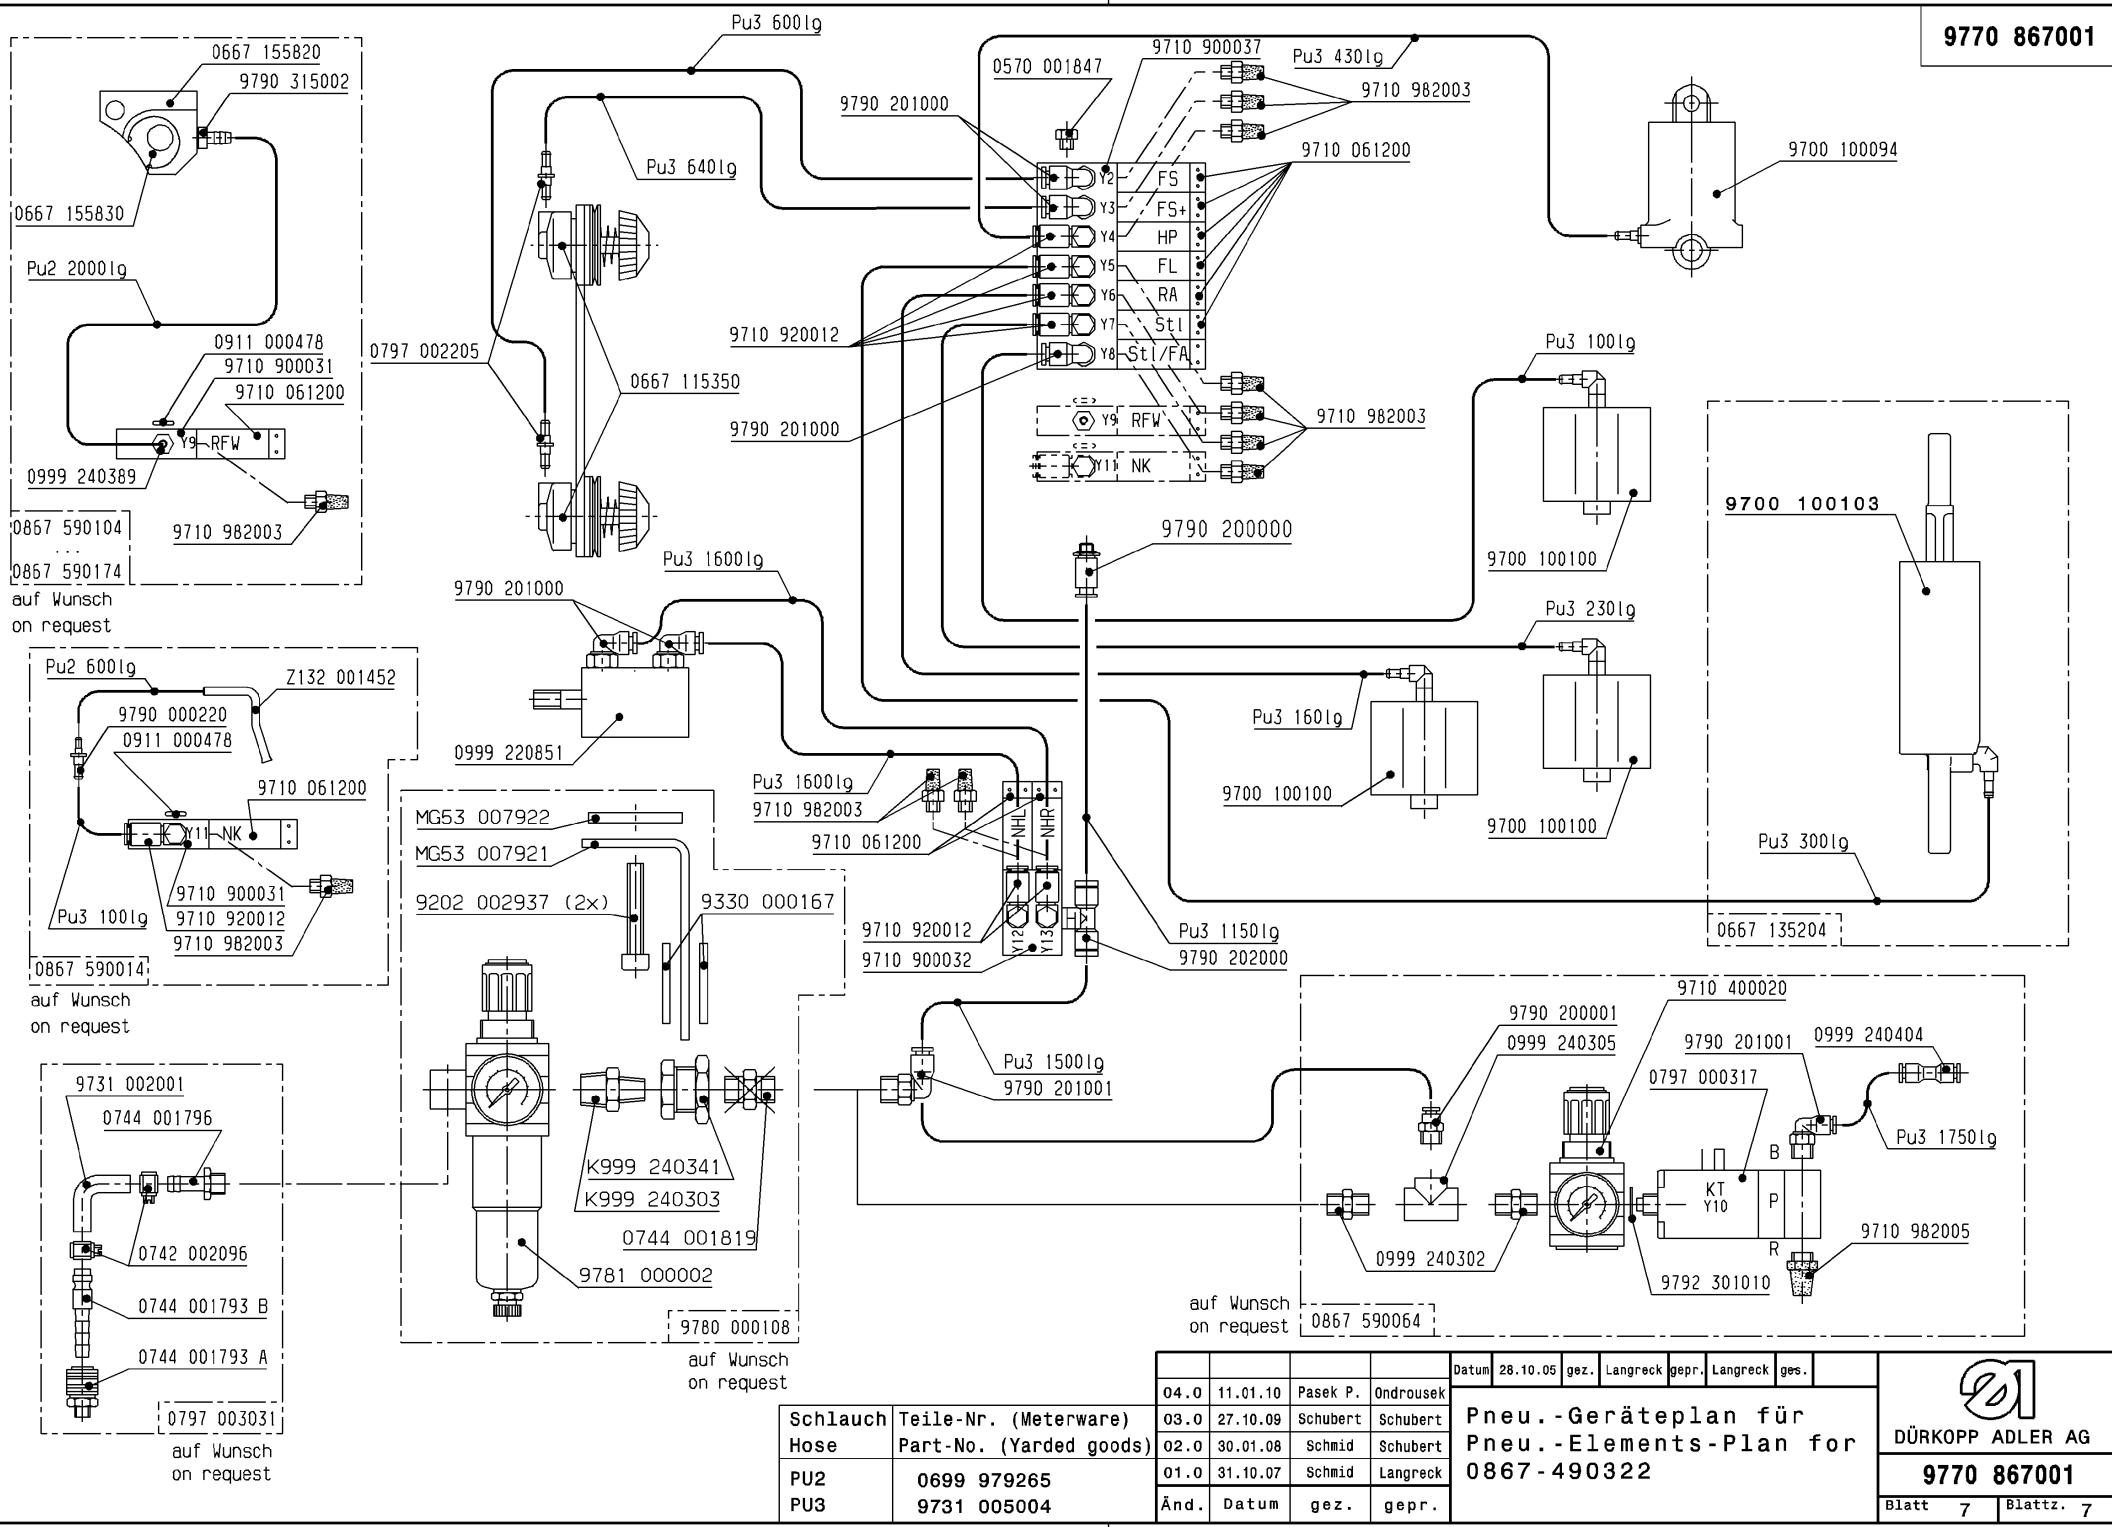 9770 867001
Pu3 600lg
0667 155820
9790 315002
0667 155830
Pu2 2000lg
0911 000478
9710 900031
9710 061200
Y9 RFW
0999 240389
9710 982003
0867 590104
...
0867 590174
auf Wunsch
on request
Pu3 640lg
0797 002205
0667 115350
9790 201000
0570 001847
9710 900037
Pu3 430lg
9710 982003
9710 061200
9700 100094
Y2 FS
Y3 FS+
Y4 HP
Y5 FL
Y6 RA
Y7 Stl
Y8 Stl/FA
Y9 RFW
Y11 NK
9710 920012
9790 201000
9710 982003
Pu3 100lg
9700 100100
9700 100103
9790 200000
Pu3 1600lg
9790 201000
0999 220851
Pu3 230lg
Pu3 160lg
9700 100100
9700 100100
Pu3 300lg
0667 135204
Pu2 600lg
Z132 001452
9790 000220
0911 000478
9710 061200
Y11 NK
9710 900031
Pu3 100lg
9710 920012
9710 982003
0867 590014
auf Wunsch
on request
Pu3 1600lg
9710 982003
9710 061200
NHL
NHR
Y12
Y13
9710 920012
9710 900032
Pu3 1150lg
9790 202000
MG53 007922
MG53 007921
9202 002937 (2x)
9330 000167
K999 240341
K999 240303
0744 001819
9781 000002
9780 000108
auf Wunsch
on request
Pu3 1500lg
9790 201001
9731 002001
0744 001796
0742 002096
0744 001793 B
0744 001793 A
0797 003031
auf Wunsch
on request
9710 400020
9790 200001
0999 240305
9790 201001
0999 240404
0797 000317
Pu3 1750lg
B
KT
Y10
P
R
9710 982005
0999 240302
9792 301010
auf Wunsch
on request
0867 590064
Schlauch Teile-Nr. (Meterware)
Hose Part-No. (Yarded goods)
PU2 0699 979265
PU3 9731 005004
04.0 11.01.10 Pasek P. Ondrousek
03.0 27.10.09 Schubert Schubert
02.0 30.01.08 Schmid Schubert
01.0 31.10.07 Schmid Langreck
Änd. Datum gez. gepr.
Datum 28.10.05 gez. Langreck gepr. Langreck ges.
Pneu.-Geräteplan für
Pneu.-Elements-Plan for
0867-490322
DÜRKOPP ADLER AG
9770 867001
Blatt 7 Blattz. 7